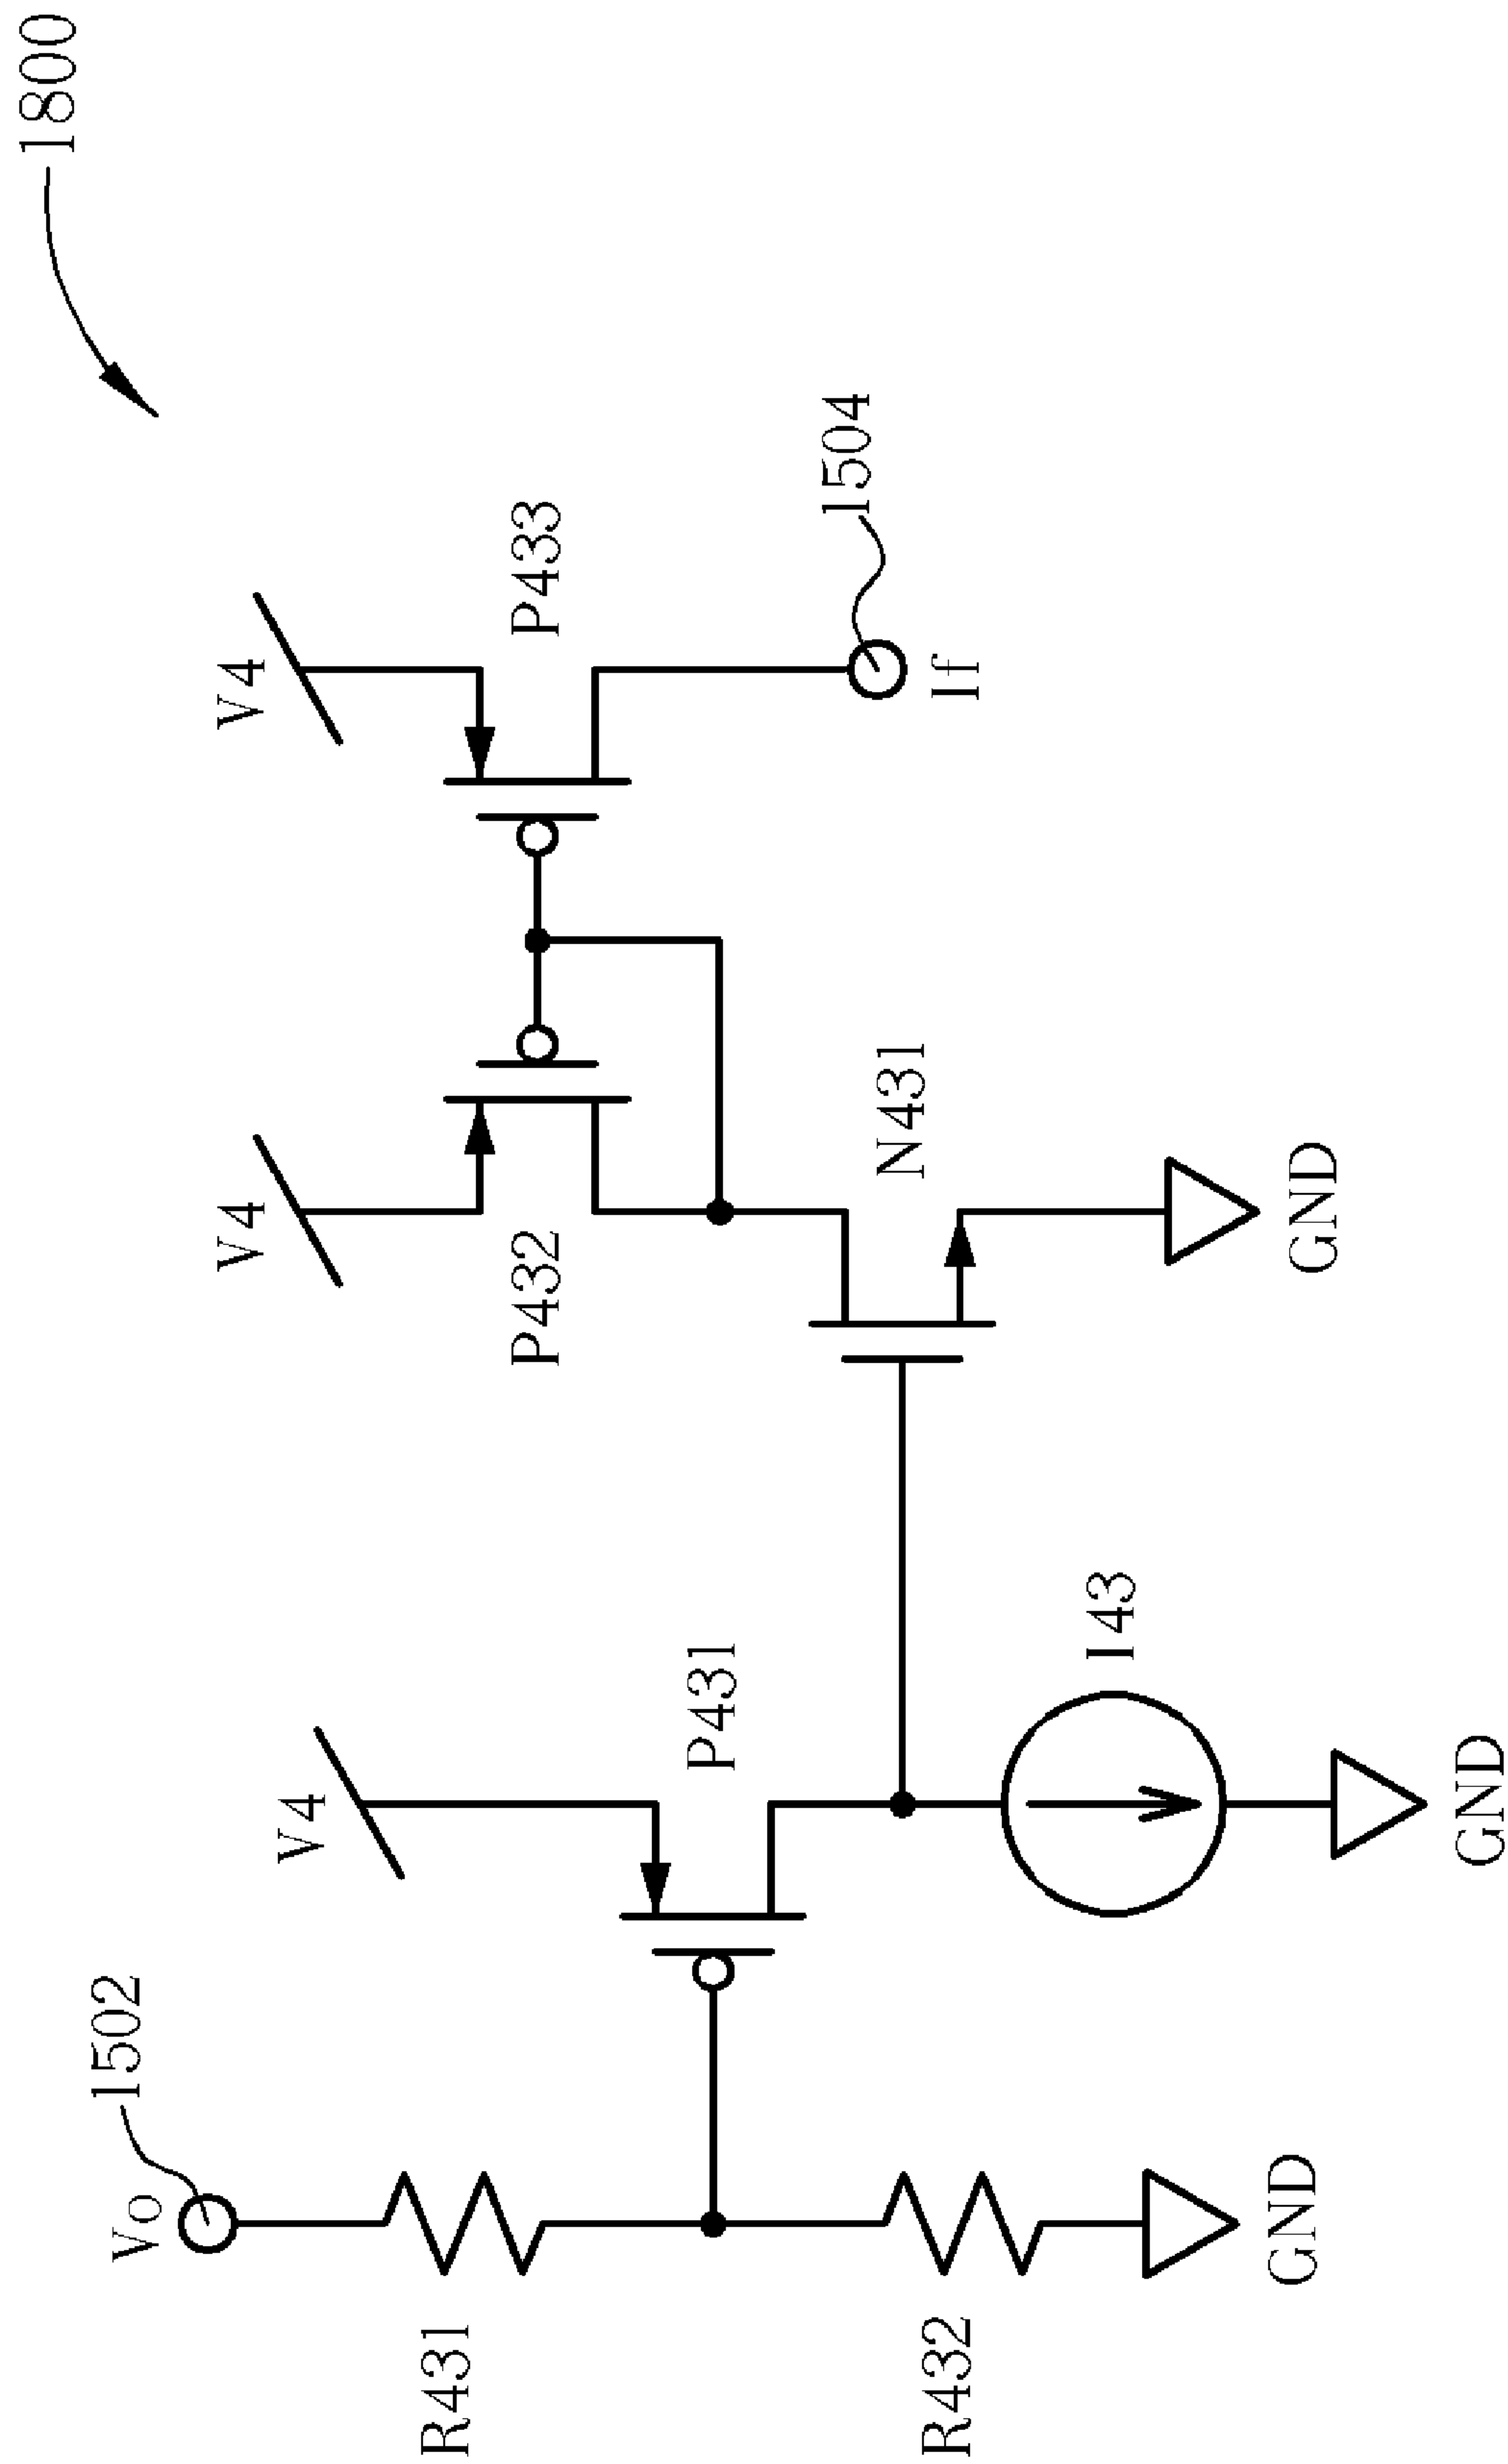 1800
Vo
1502
V4
V4
V4
R431
P432
P433
P431
1504
N431
R432
If
I43
GND
GND
GND